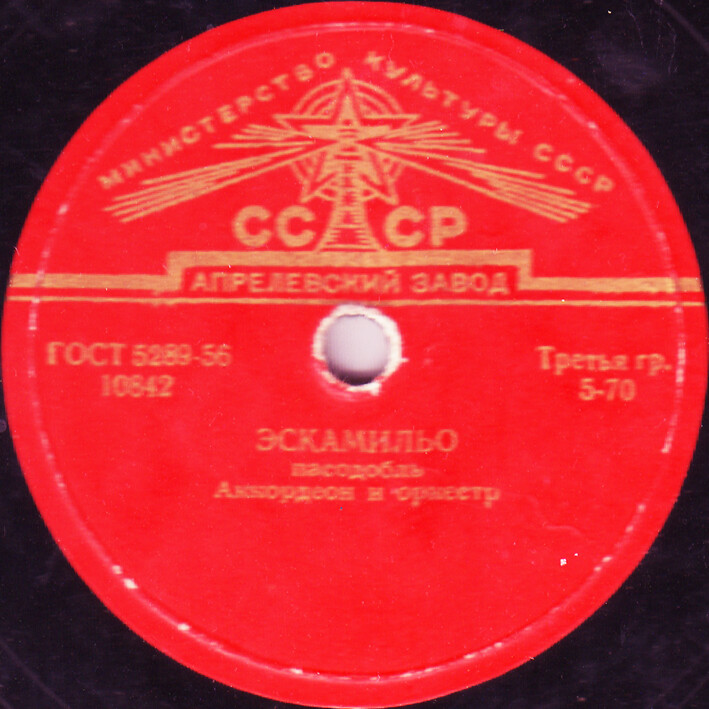 МИНИСТЕРСТВО КУЛЬТУРЫ СССР
СССР
АПРЕЛЕВСКИЙ ЗАВОД
ГОСТ 5289-56
10842
Третья гр.
5-70
ЭСКАМИЛЬО
пасодобль
Аккордеон и оркестр